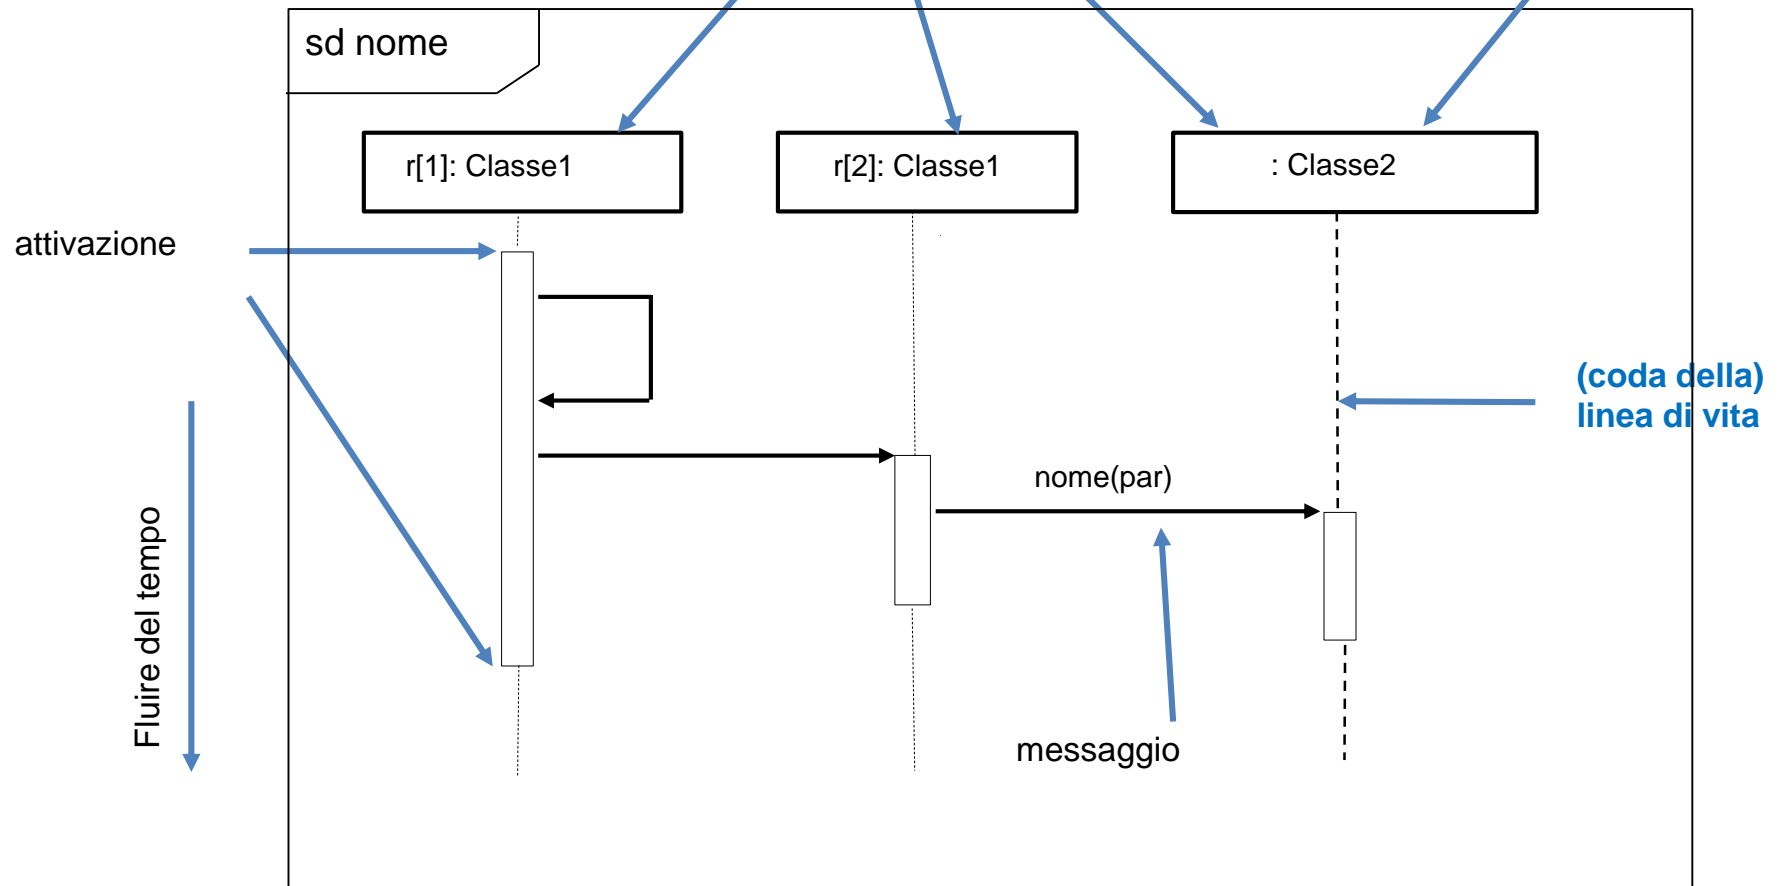 sd nome
r[1]: Classe1
r[2]: Classe1
: Classe2
attivazione
(coda della)
linea di vita
nome(par)
Fluire del tempo
messaggio